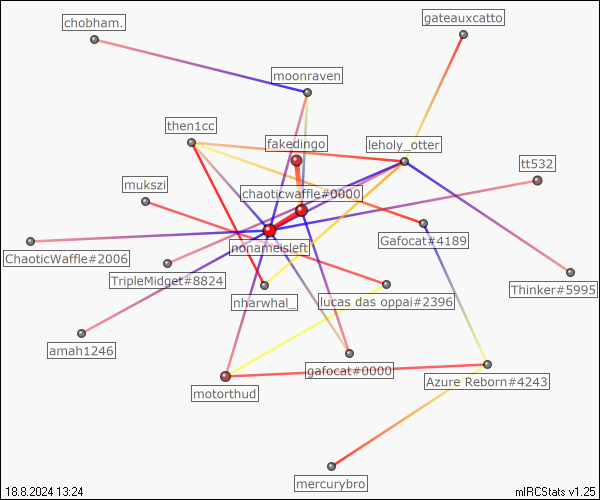 chobham.
gateauxcatto
moonraven
then1cc
fakedingo
leholy_otter
tt532
mukszi
chaoticwaffle#0000
Gafocat#4189
nonameisleft
ChaoticWaffle#2006
TripleMidget#8824
Thinker#5995
nharwhal_
lucas das oppai#2396
amah1246
gafocat#0000
Azure Reborn#4243
motorthud
mercurybro
18.8.2024 13:24
mIRCStats v1.25